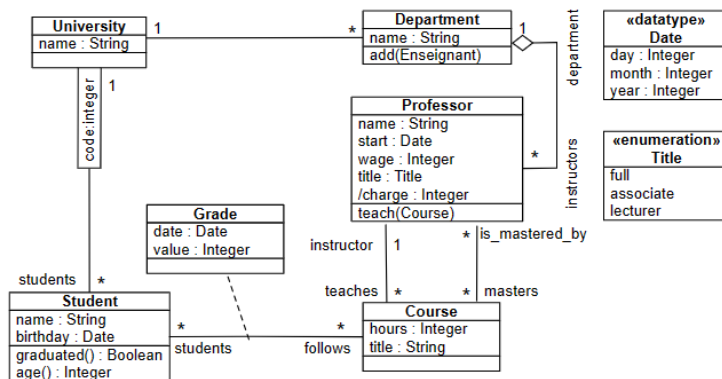 University
name : String
1
*
Department
name : String
add(Enseignant)
1
department
«datatype»
Date
day : Integer
month : Integer
year : Integer
code:integer
1
Professor
name : String
start : Date
wage : Integer
title : Title
/charge : Integer
teach(Course)
*
instructors
«enumeration»
Title
full
associate
lecturer
Grade
date : Date
value : Integer
instructor
1
*
is_mastered_by
students
*
teaches
*
*
masters
Student
name : String
birthday : Date
graduated() : Boolean
age() : Integer
*
students
*
follows
Course
hours : Integer
title : String